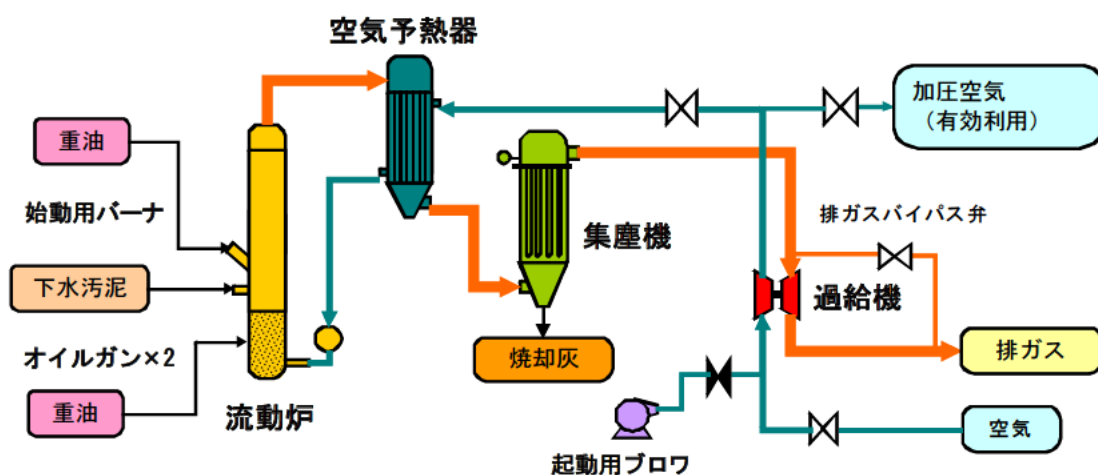 空気予熱器
加圧空気
（有効利用）
重油
始動用バーナ
集塵機
排ガスバイパス弁
下水汚泥
過給機
オイルガン×2
焼却灰
排ガス
重油
流動炉
空気
起動用ブロワ